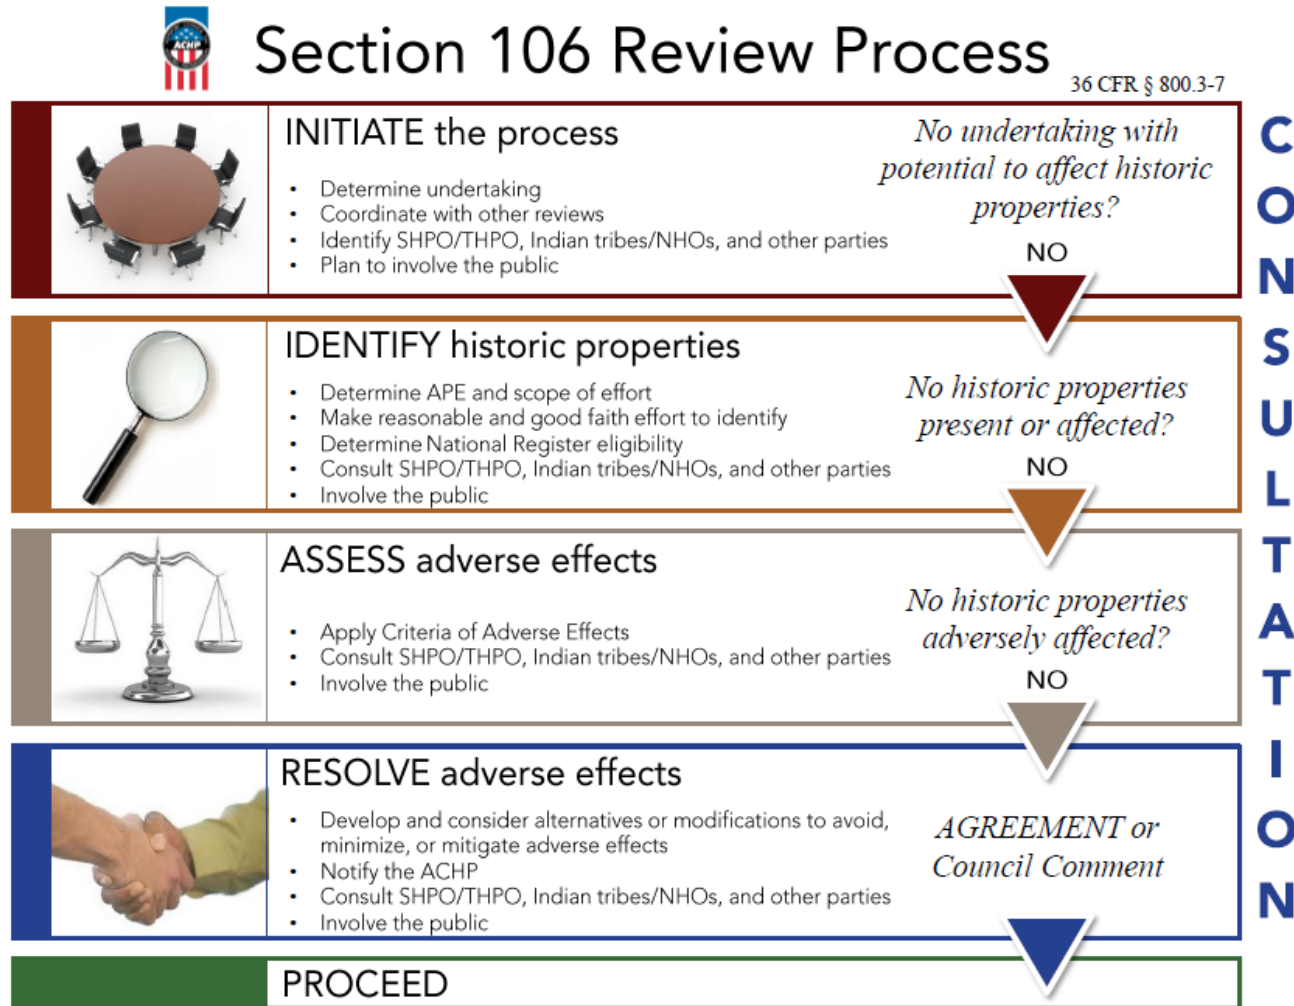 ACHP
Section 106 Review Process
36 CFR § 800.3-7
INITIATE the process
• Determine undertaking
• Coordinate with other reviews
• Identify SHPO/THPO, Indian tribes/NHOs, and other parties
• Plan to involve the public
No undertaking with
potential to affect historic
properties?
NO
IDENTIFY historic properties
• Determine APE and scope of effort
• Make reasonable and good faith effort to identify
• Determine National Register eligibility
• Consult SHPO/THPO, Indian tribes/NHOs, and other parties
• Involve the public
No historic properties
present or affected?
NO
ASSESS adverse effects
• Apply Criteria of Adverse Effects
• Consult SHPO/THPO, Indian tribes/NHOs, and other parties
• Involve the public
No historic properties
adversely affected?
NO
RESOLVE adverse effects
• Develop and consider alternatives or modifications to avoid,
minimize, or mitigate adverse effects
• Notify the ACHP
• Consult SHPO/THPO, Indian tribes/NHOs, and other parties
• Involve the public
AGREEMENT or
Council Comment
PROCEED
CONSULTATION